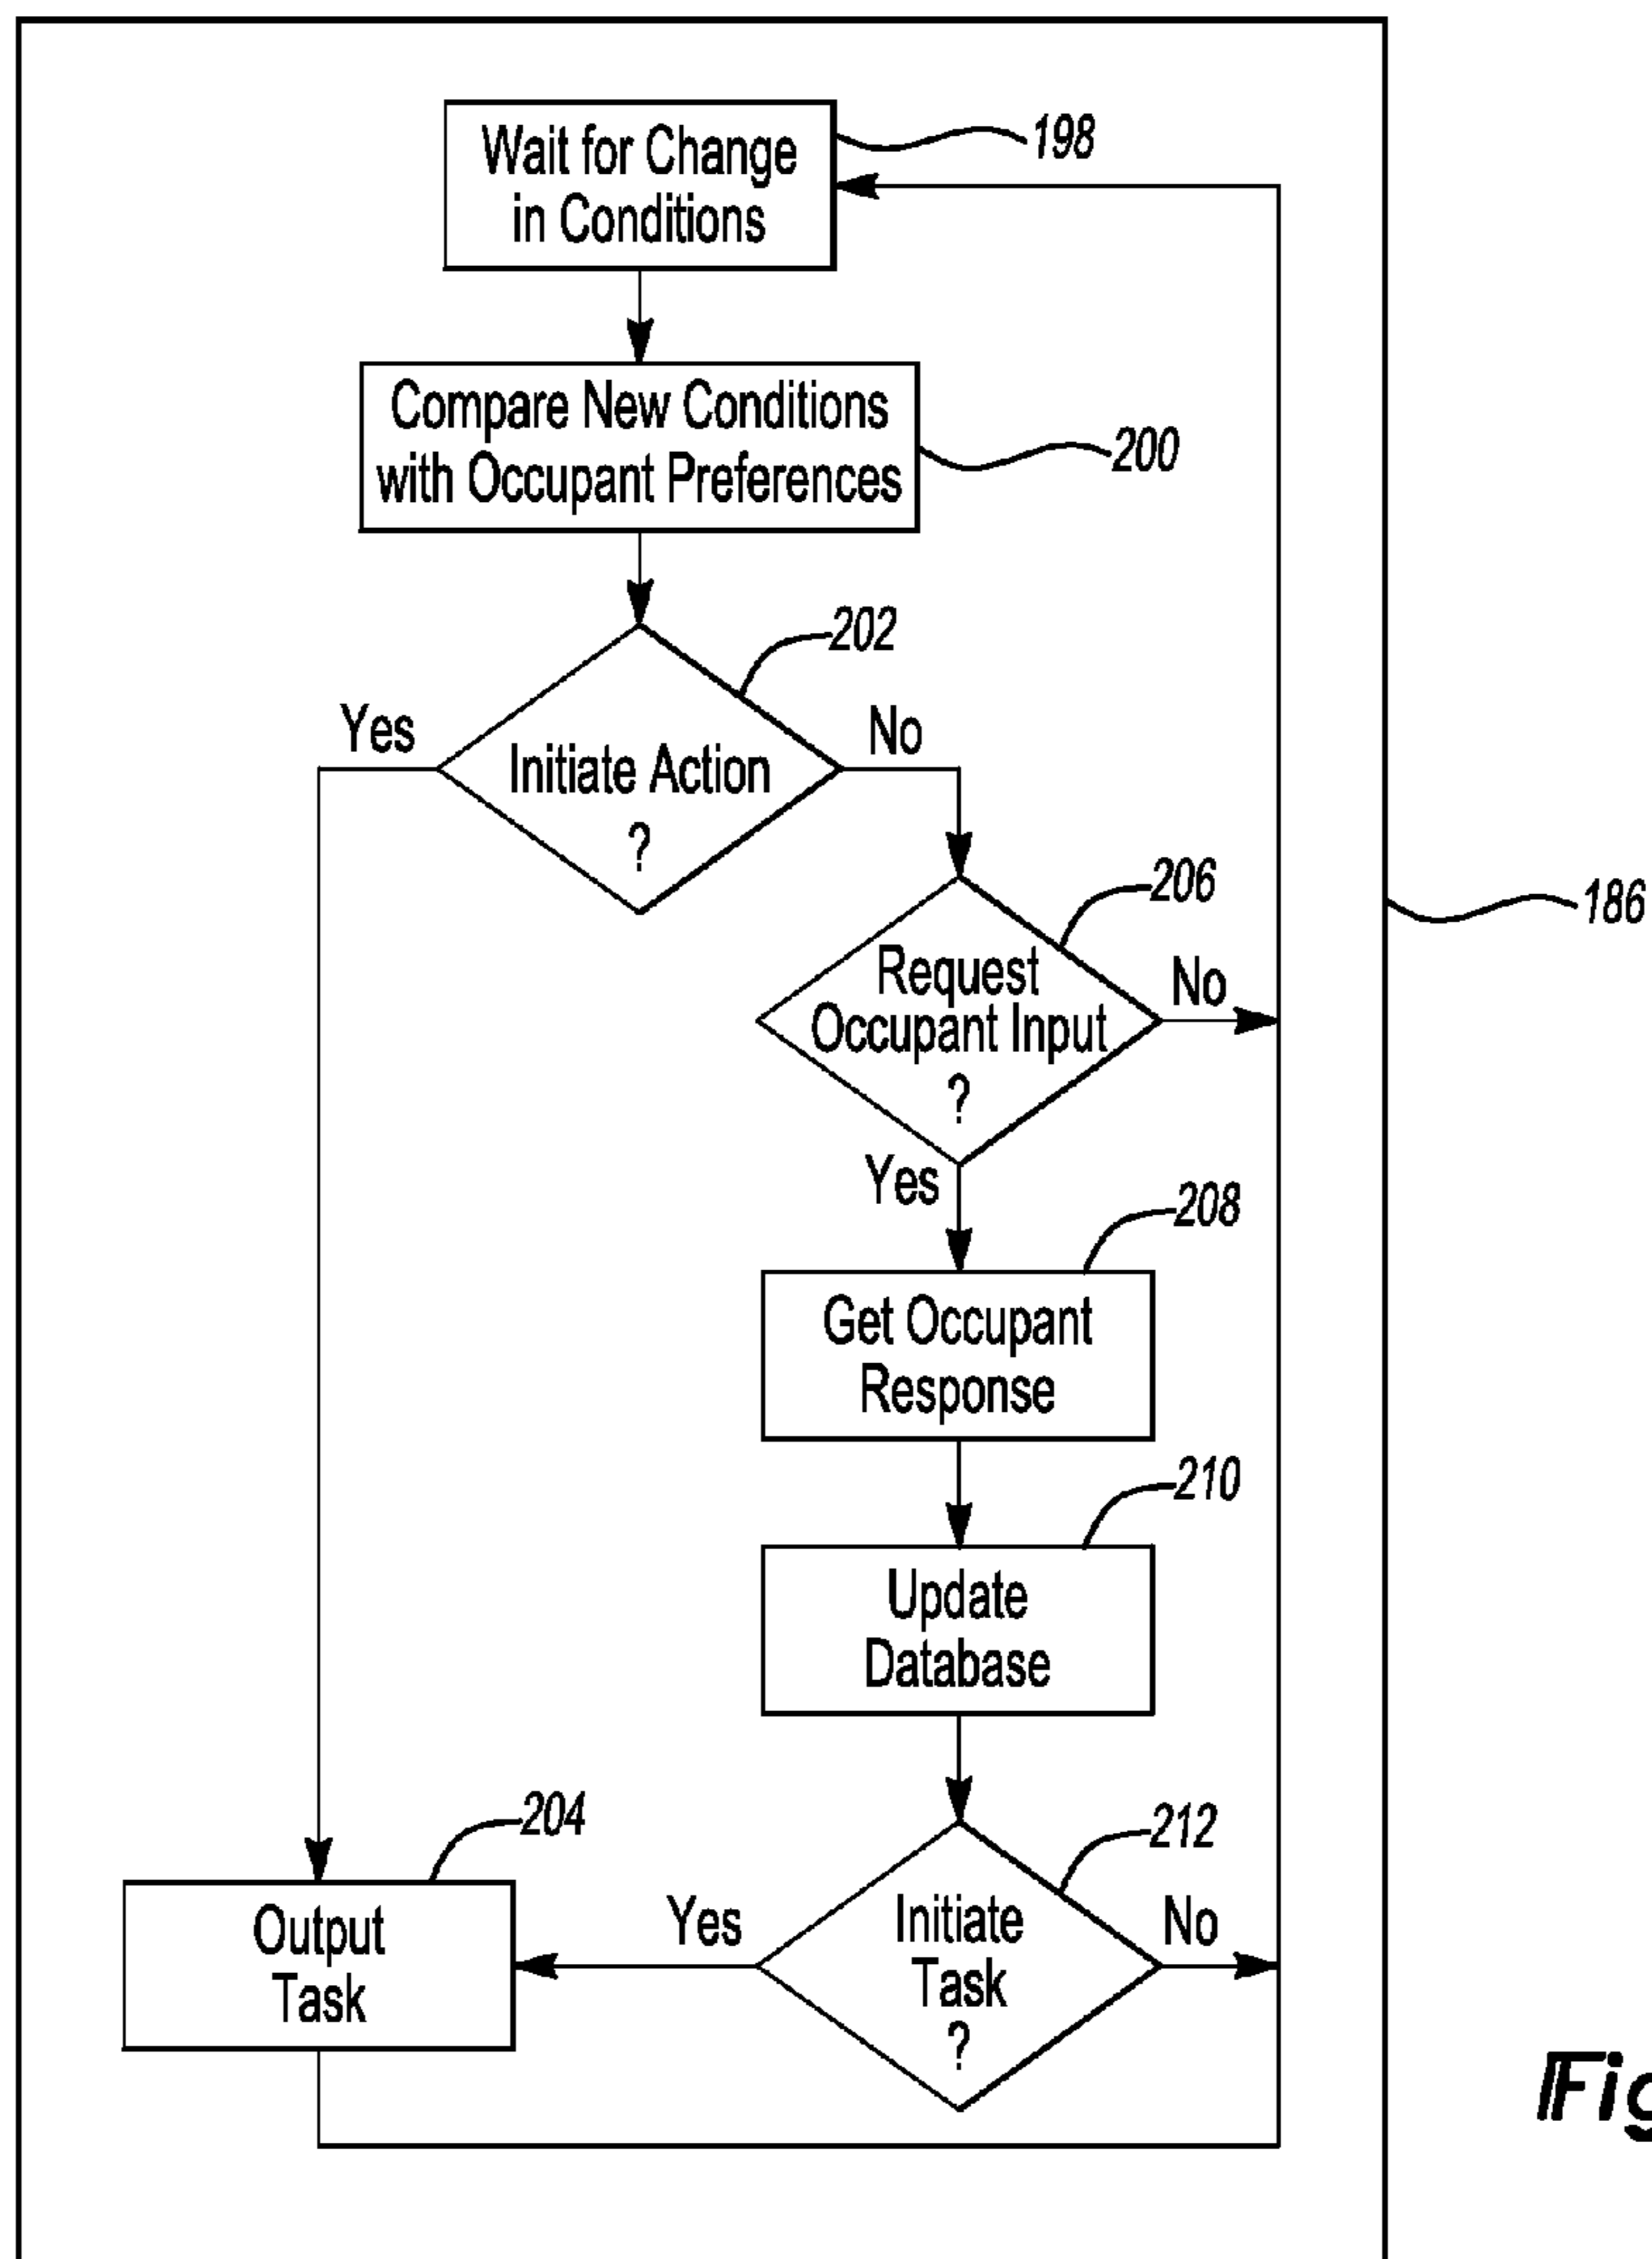 Wait for Change
in Conditions
198
Compare New Conditions
with Occupant Preferences
200
202
Yes
Initiate Action
?
No
206
Request
Occupant Input
?
No
186
Yes
208
Get Occupant
Response
210
Update
Database
204
212
Output
Task
Yes
Initiate
Task
?
No